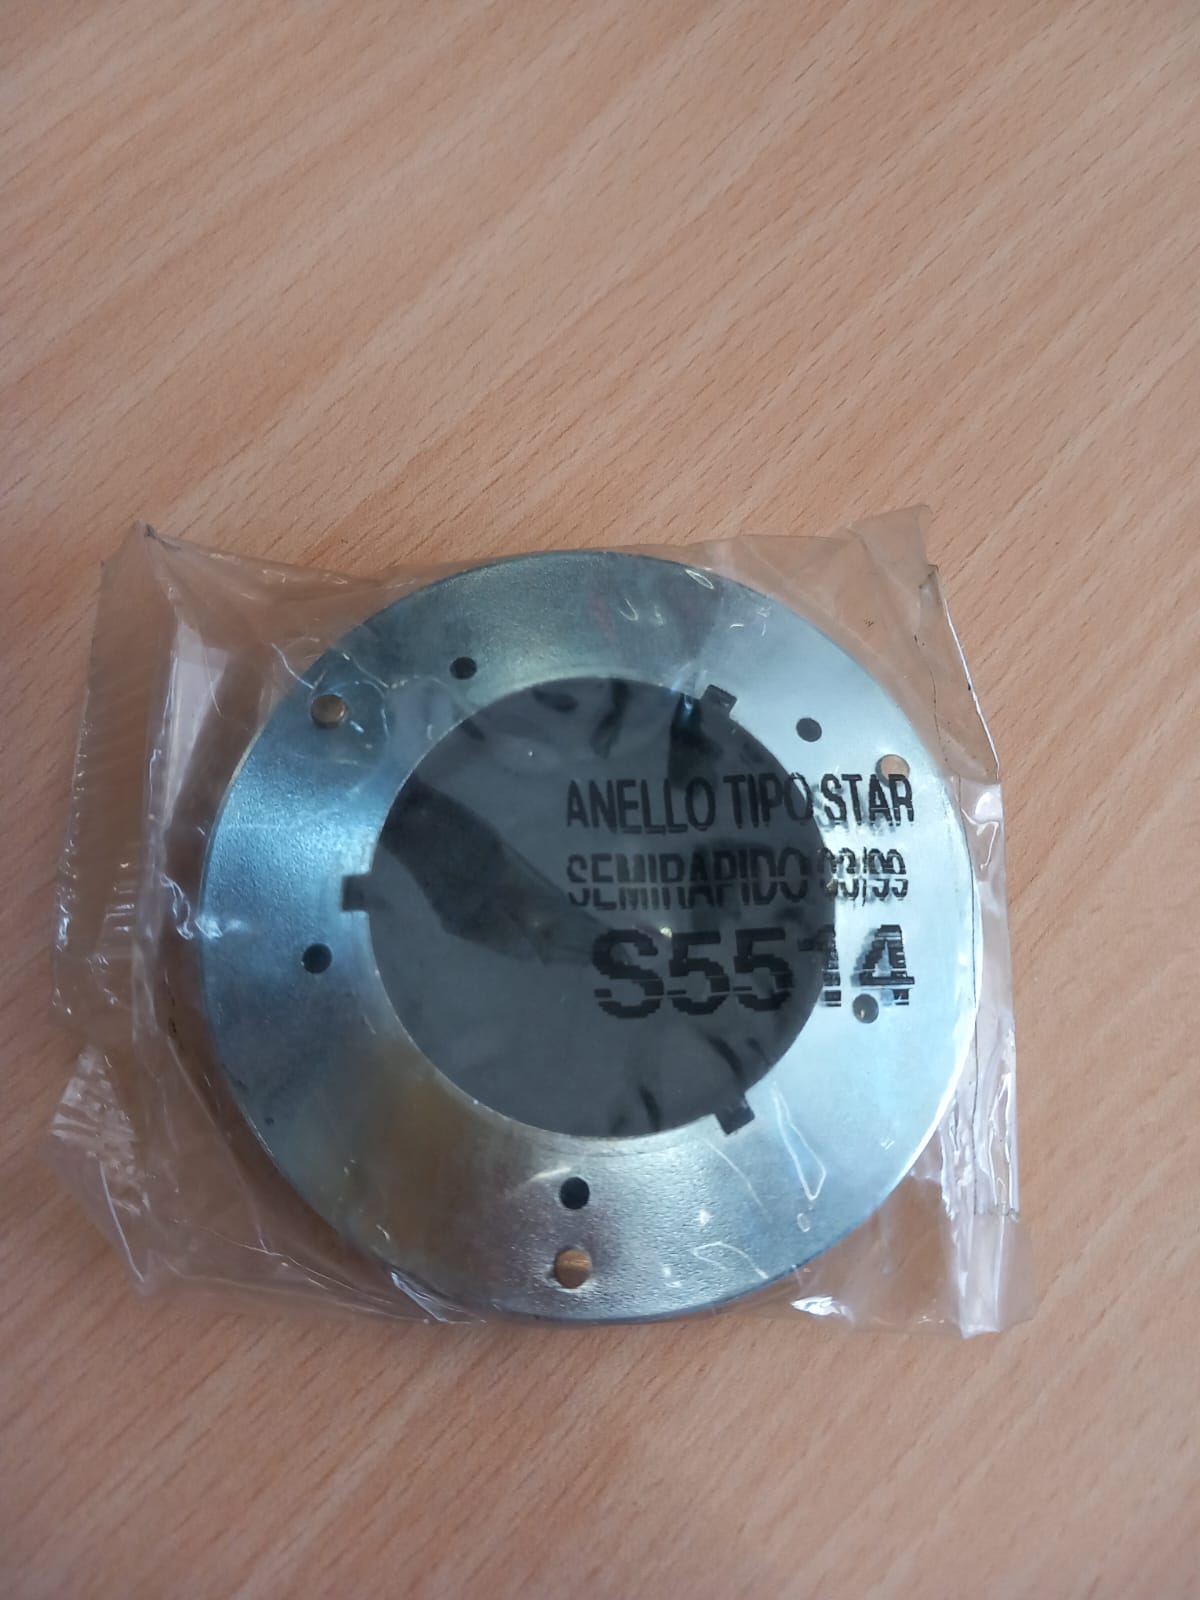 ANELLO TIPO STAR
SEMIRAPIDO 
S5514